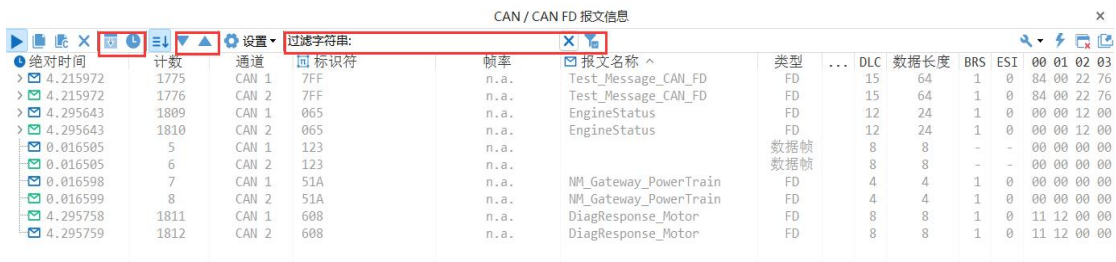 CAN / CAN FD 报文信息
设置 过滤字符串:
绝对时间 计数 通道 标识符 帧率 报文名称 类型 ... DLC 数据长度 BRS ESI 00 01 02 03
4.215972 1775 CAN 1 7FF n.a. Test_Message_CAN_FD FD 15 64 1 0 84 00 22 76
4.215972 1776 CAN 2 7FF n.a. Test_Message_CAN_FD FD 15 64 1 0 84 00 22 76
4.295643 1809 CAN 1 065 n.a. EngineStatus FD 12 24 1 0 00 00 12 00
4.295643 1810 CAN 2 065 n.a. EngineStatus FD 12 24 1 0 00 00 12 00
0.016505 5 CAN 1 123 n.a. 数据帧 8 8 - - 00 00 00 00
0.016505 6 CAN 2 123 n.a. 数据帧 8 8 - - 00 00 00 00
0.016598 7 CAN 1 51A n.a. NM_Gateway_PowerTrain FD 4 4 1 0 00 00 00 00
0.016599 8 CAN 2 51A n.a. NM_Gateway_PowerTrain FD 4 4 1 0 00 00 00 00
4.295758 1811 CAN 1 608 n.a. DiagResponse_Motor FD 8 8 1 0 11 12 00 00
4.295759 1812 CAN 2 608 n.a. DiagResponse_Motor FD 8 8 1 0 11 12 00 00